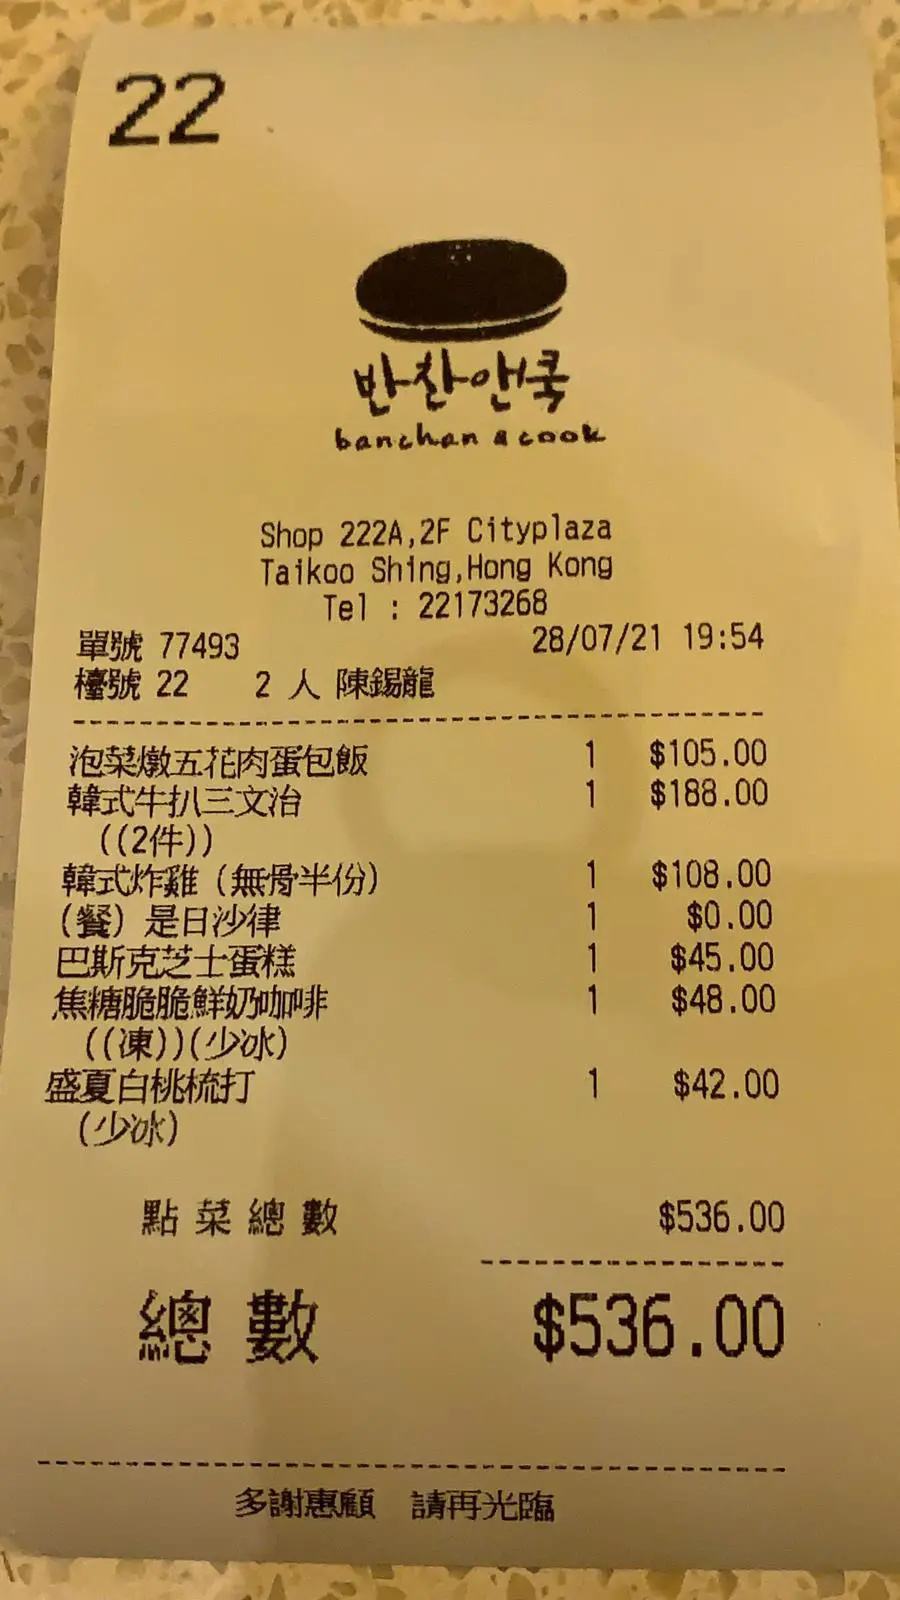 22
반찬앤쿡
banchan & cook
Shop 222A,2F Cityplaza
Taikoo Shing,Hong Kong
Tel : 22173268
單號 77493 28/07/21 19:54
檯號 22 2 人 陳錫龍
泡菜燉五花肉蛋包飯 1 $105.00
韓式牛扒三文治 1 $188.00
((2件))
韓式炸雞（無骨半份） 1 $108.00
(餐) 是日沙律 1 $0.00
巴斯克芝士蛋糕 1 $45.00
焦糖脆脆鮮奶咖啡 1 $48.00
((凍))(少冰)
盛夏白桃梳打 1 $42.00
(少冰)
點菜總數 $536.00
總數 $536.00
多謝惠顧 請再光臨